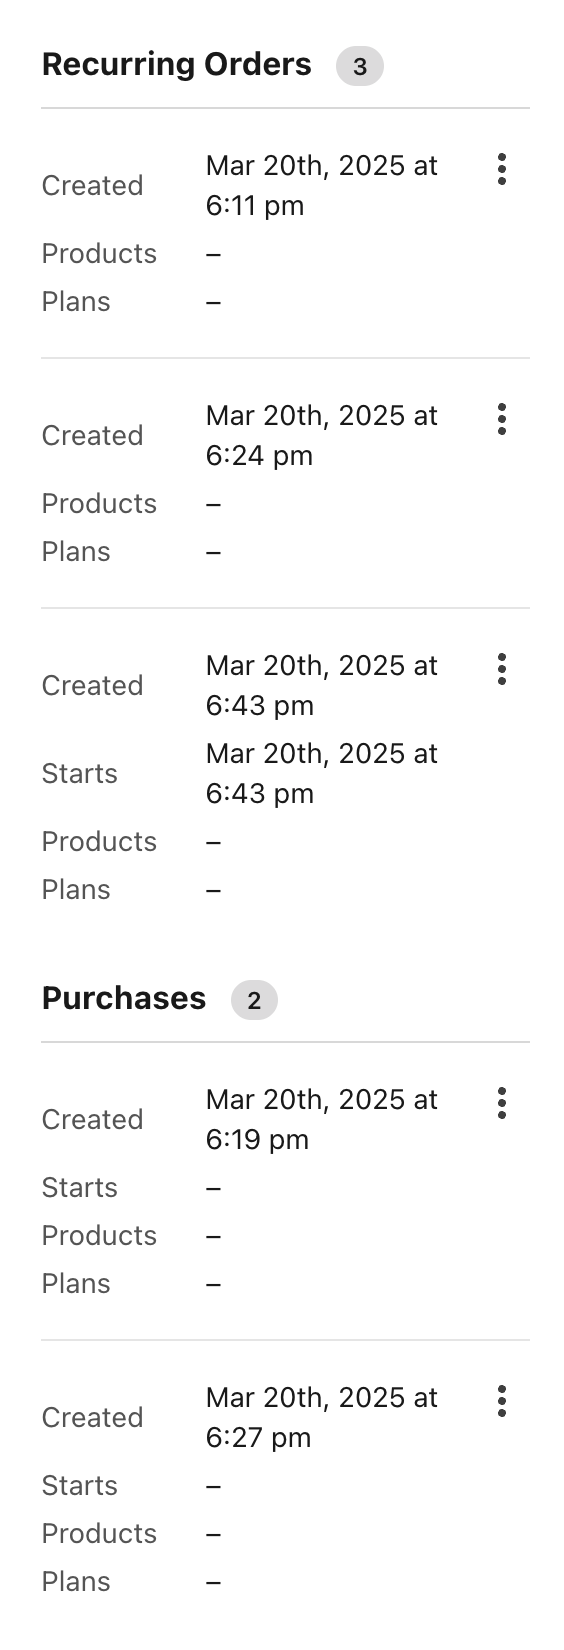 Recurring Orders 3
Created Mar 20th, 2025 at
6:11 pm
Products –
Plans –
Created Mar 20th, 2025 at
6:24 pm
Products –
Plans –
Created Mar 20th, 2025 at
6:43 pm
Starts Mar 20th, 2025 at
6:43 pm
Products –
Plans –
Purchases 2
Created Mar 20th, 2025 at
6:19 pm
Starts –
Products –
Plans –
Created Mar 20th, 2025 at
6:27 pm
Starts –
Products –
Plans –